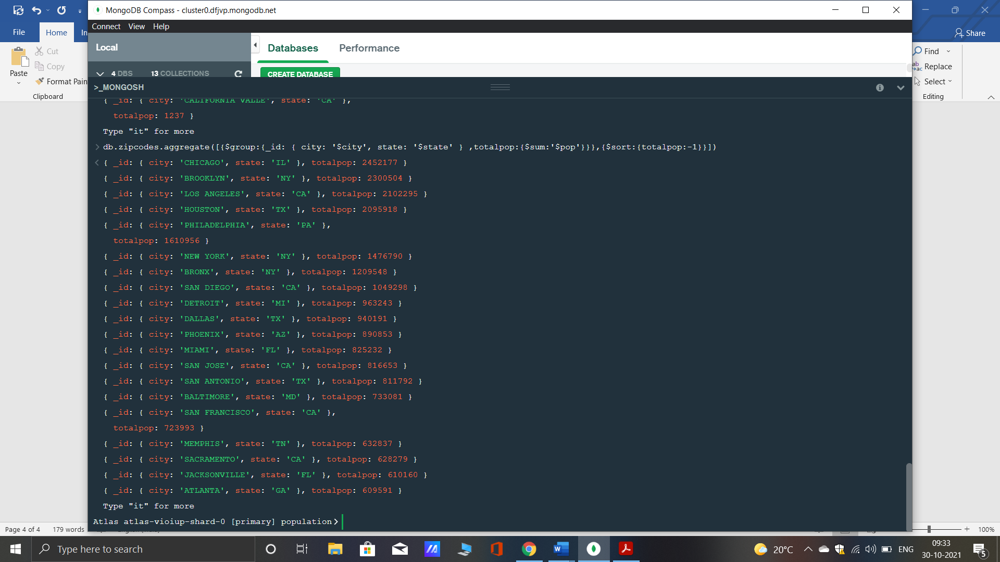 MongoDB Compass - cluster0.dfjvp.mongodb.net
Connect View Help
File Home In
Share
Local
Databases Performance
Cut
Copy
Paste
Format Pain
Clipboard
Find
Replace
Select
Editing
4 DBS 13 COLLECTIONS
CREATE DATABASE
>_MONGOSH
{ _id: { city: 'CALIFORNIA VALLE', state: 'CA' },
totalpop: 1237 }
Type "it" for more
db.zipcodes.aggregate([{$group:{_id: { city: '$city', state: '$state' } ,totalpop:{$sum:'$pop'}}},{$sort:{totalpop:-1}}])
{ _id: { city: 'CHICAGO', state: 'IL' }, totalpop: 2452177 }
{ _id: { city: 'BROOKLYN', state: 'NY' }, totalpop: 2300504 }
{ _id: { city: 'LOS ANGELES', state: 'CA' }, totalpop: 2102295 }
{ _id: { city: 'HOUSTON', state: 'TX' }, totalpop: 2095918 }
{ _id: { city: 'PHILADELPHIA', state: 'PA' },
totalpop: 1610956 }
{ _id: { city: 'NEW YORK', state: 'NY' }, totalpop: 1476790 }
{ _id: { city: 'BRONX', state: 'NY' }, totalpop: 1209548 }
{ _id: { city: 'SAN DIEGO', state: 'CA' }, totalpop: 1049298 }
{ _id: { city: 'DETROIT', state: 'MI' }, totalpop: 963243 }
{ _id: { city: 'DALLAS', state: 'TX' }, totalpop: 940191 }
{ _id: { city: 'PHOENIX', state: 'AZ' }, totalpop: 890853 }
{ _id: { city: 'MIAMI', state: 'FL' }, totalpop: 825232 }
{ _id: { city: 'SAN JOSE', state: 'CA' }, totalpop: 816653 }
{ _id: { city: 'SAN ANTONIO', state: 'TX' }, totalpop: 811792 }
{ _id: { city: 'BALTIMORE', state: 'MD' }, totalpop: 733081 }
{ _id: { city: 'SAN FRANCISCO', state: 'CA' },
totalpop: 723993 }
{ _id: { city: 'MEMPHIS', state: 'TN' }, totalpop: 632837 }
{ _id: { city: 'SACRAMENTO', state: 'CA' }, totalpop: 628279 }
{ _id: { city: 'JACKSONVILLE', state: 'FL' }, totalpop: 610160 }
{ _id: { city: 'ATLANTA', state: 'GA' }, totalpop: 609591 }
Type "it" for more
Atlas atlas-vioiup-shard-0 [primary] population>
Page 4 of 4 179 words
100%
Type here to search
20°C
ENG
09:33
30-10-2021
5